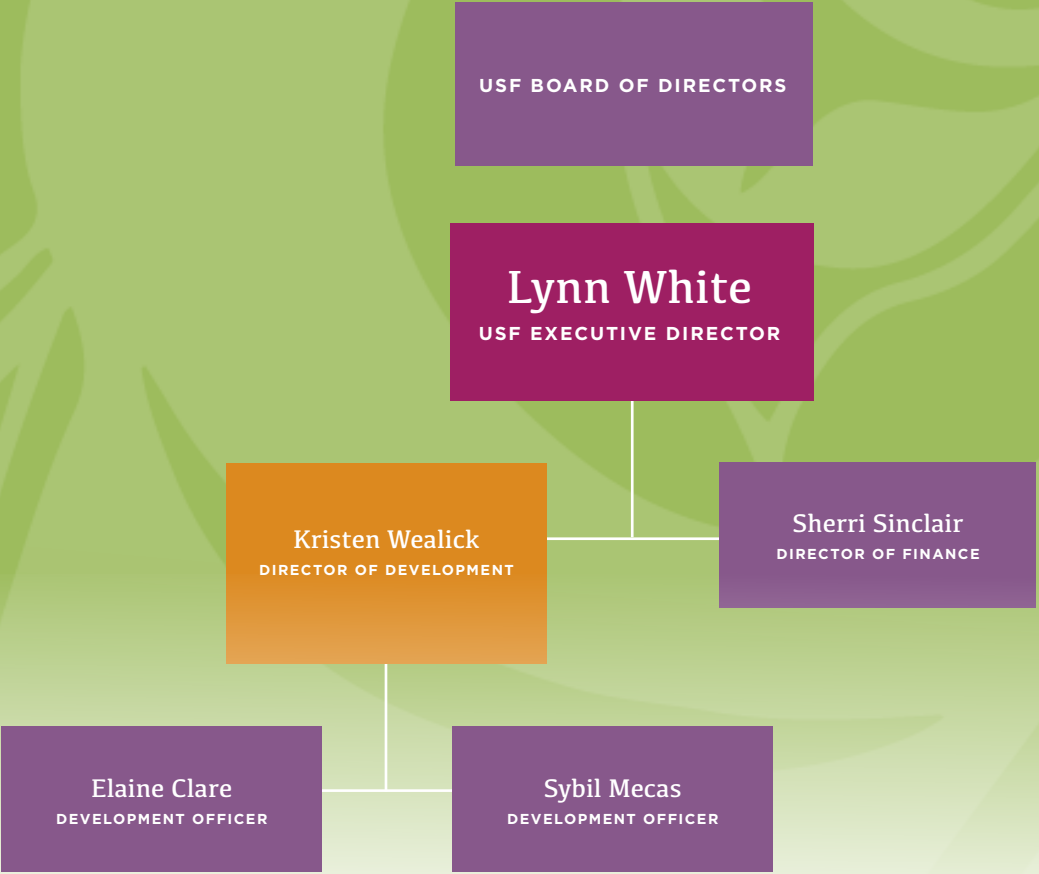 USF BOARD OF DIRECTORS
Lynn White
USF EXECUTIVE DIRECTOR
Kristen Wealick
DIRECTOR OF DEVELOPMENT
Sherri Sinclair
DIRECTOR OF FINANCE
Elaine Clare
DEVELOPMENT OFFICER
Sybil Mecas
DEVELOPMENT OFFICER